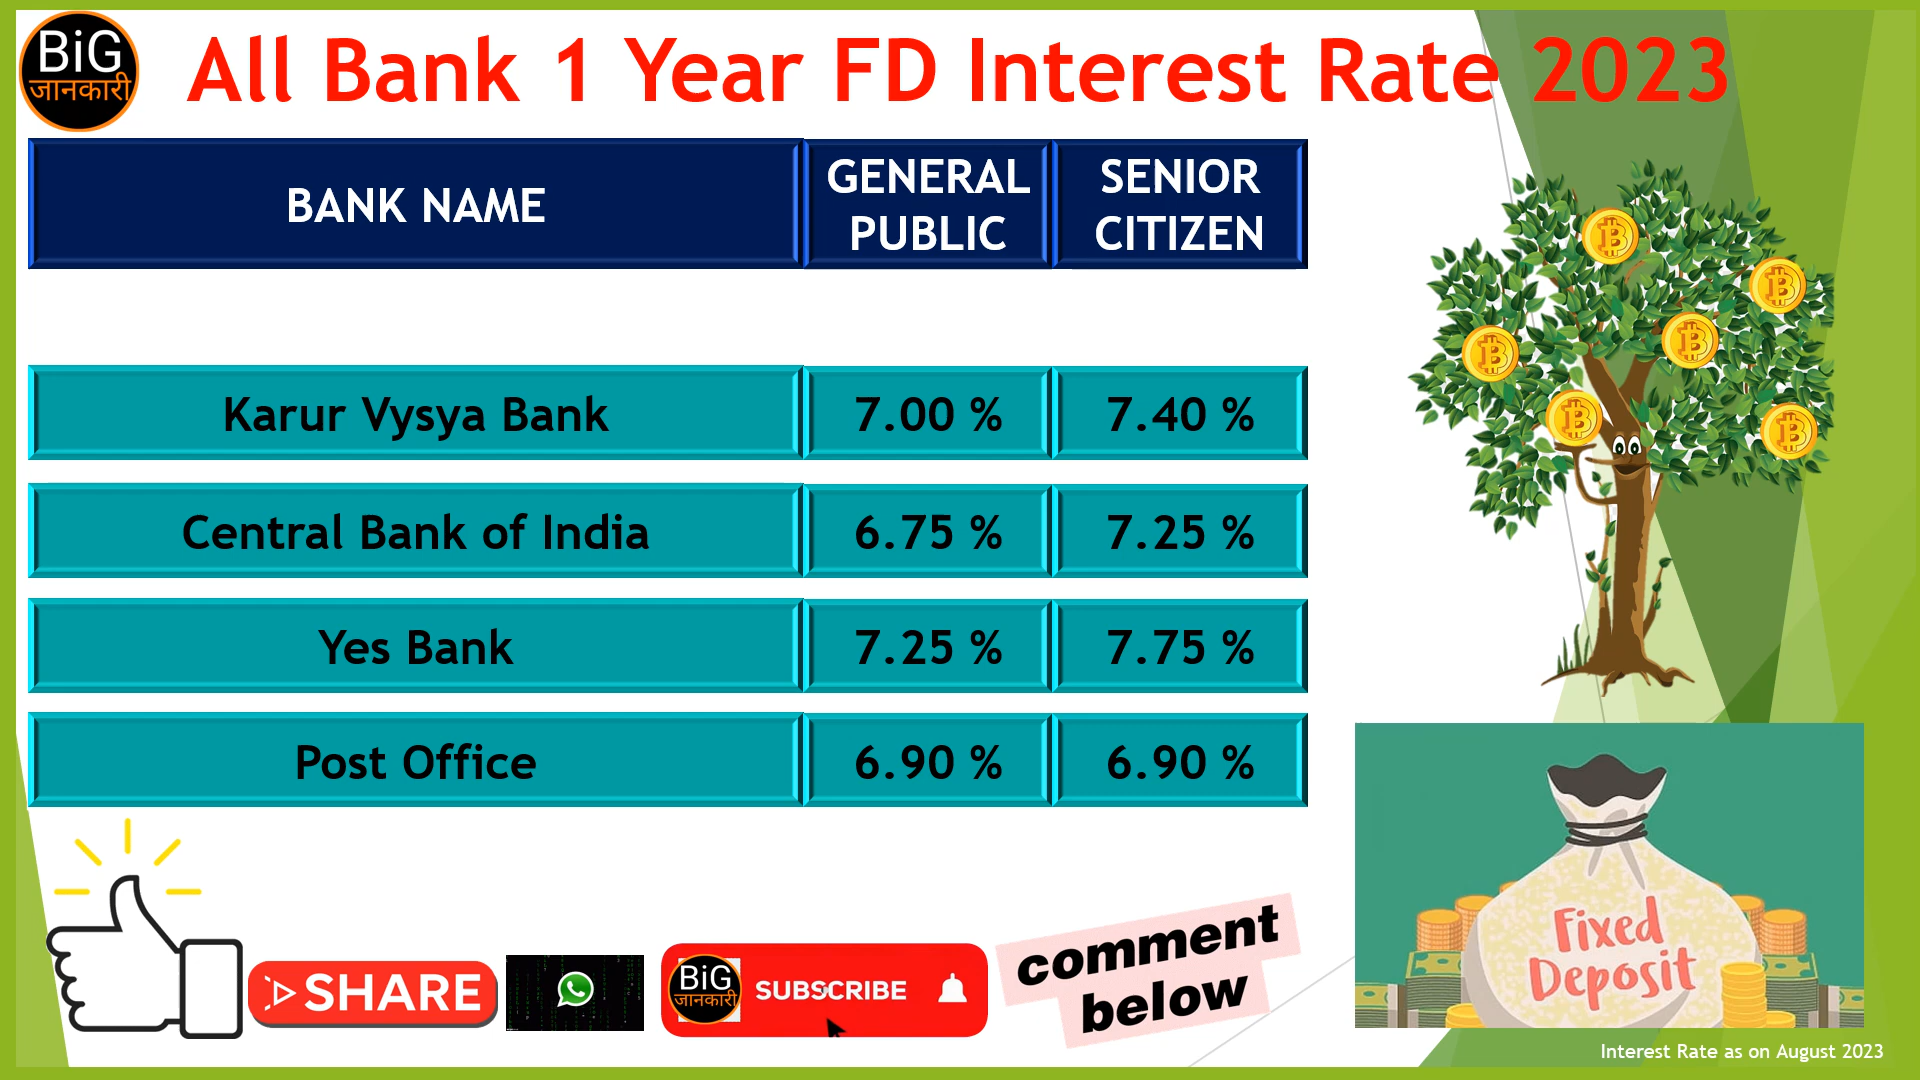 BiG
जानकारी
All Bank 1 Year FD Interest Rate 2023
BANK NAME
GENERAL
PUBLIC
SENIOR
CITIZEN
Karur Vysya Bank 7.00 % 7.40 %
Central Bank of India 6.75 % 7.25 %
Yes Bank 7.25 % 7.75 %
Post Office 6.90 % 6.90 %
SHARE
BiG
जानकारी
SUBSCRIBE
comment
below
Fixed
Deposit
Interest Rate as on August 2023